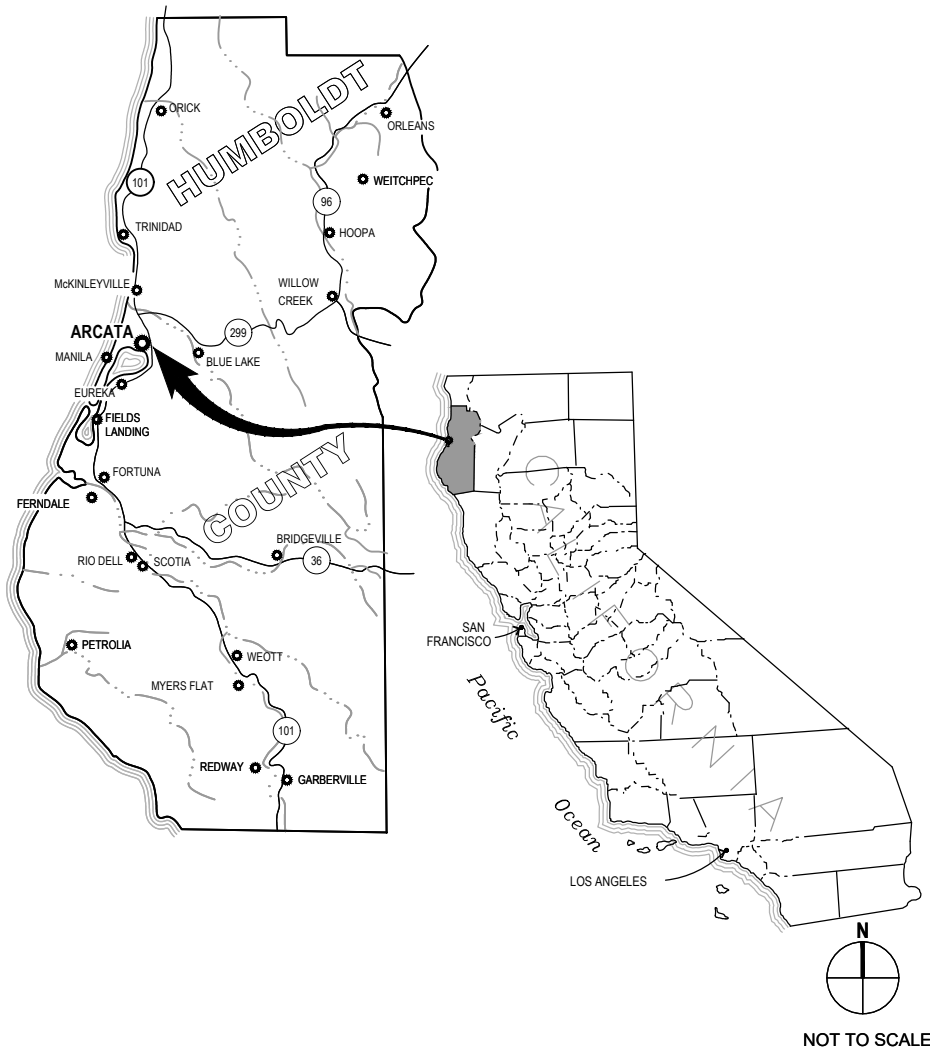 ORICK
HUMBOLDT
ORLEANS
101
WEITCHPEC
96
TRINIDAD
HOOPA
McKINLEYVILLE
WILLOW
CREEK
ARCATA
299
MANILA
BLUE LAKE
EUREKA
FIELDS
LANDING
COUNTY
FORTUNA
FERNDALE
BRIDGEVILLE
RIO DELL
SCOTIA
36
PETROLIA
WEOTT
MYERS FLAT
101
REDWAY
GARBERVILLE
CALIFORNIA
SAN
FRANCISCO
Pacific
Ocean
LOS ANGELES
N
NOT TO SCALE